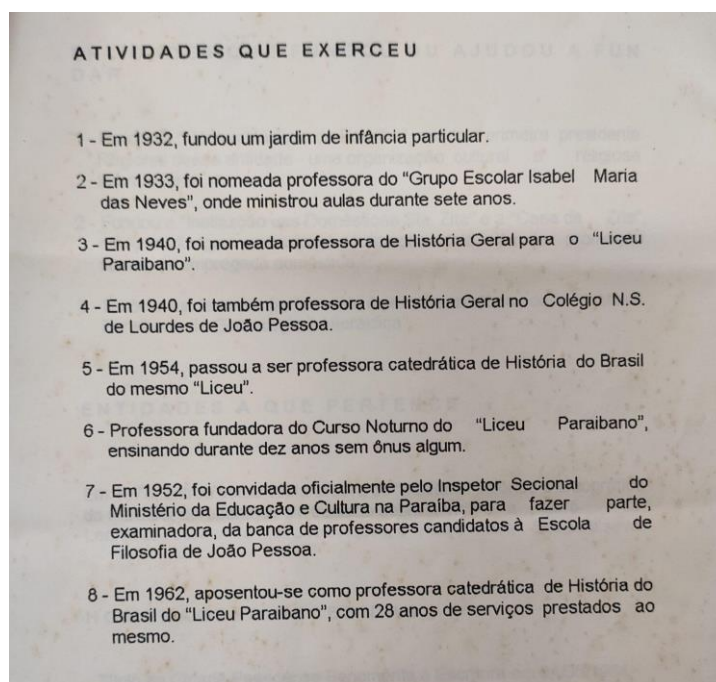 ATIVIDADES QUE EXERCEU
1 - Em 1932, fundou um jardim de infância particular.
2 - Em 1933, foi nomeada professora do “Grupo Escolar Isabel Maria
das Neves”, onde ministrou aulas durante sete anos.
3 - Em 1940, foi nomeada professora de História Geral para o “Liceu
Paraibano”.
4 - Em 1940, foi também professora de História Geral no Colégio N.S.
de Lourdes de João Pessoa.
5 - Em 1954, passou a ser professora catedrática de História do Brasil
do mesmo “Liceu”.
6 - Professora fundadora do Curso Noturno do “Liceu Paraibano”,
ensinando durante dez anos sem ônus algum.
7 - Em 1952, foi convidada oficialmente pelo Inspetor Secional do
Ministério da Educação e Cultura na Paraíba, para fazer parte,
examinadora, da banca de professores candidatos à Escola de
Filosofia de João Pessoa.
8 - Em 1962, aposentou-se como professora catedrática de História do
Brasil do “Liceu Paraibano”, com 28 anos de serviços prestados ao
mesmo.